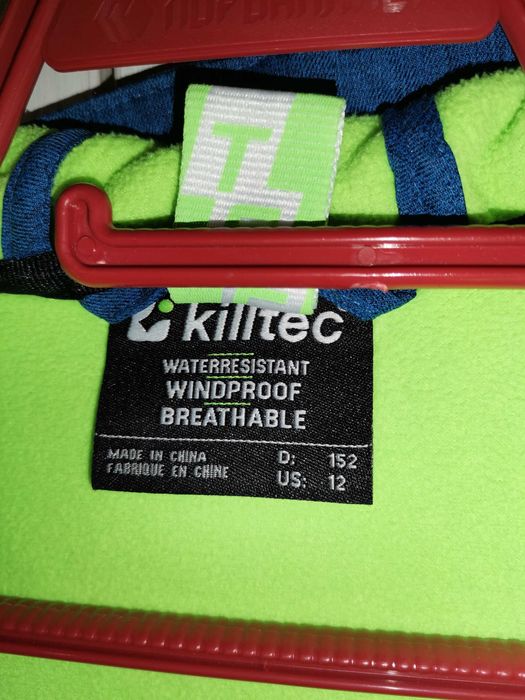 T
killtec
WATERRESISTANT
WINDPROOF
BREATHABLE
MADE IN CHINA
FABRIQUE EN CHINE
D: 152
US: 12